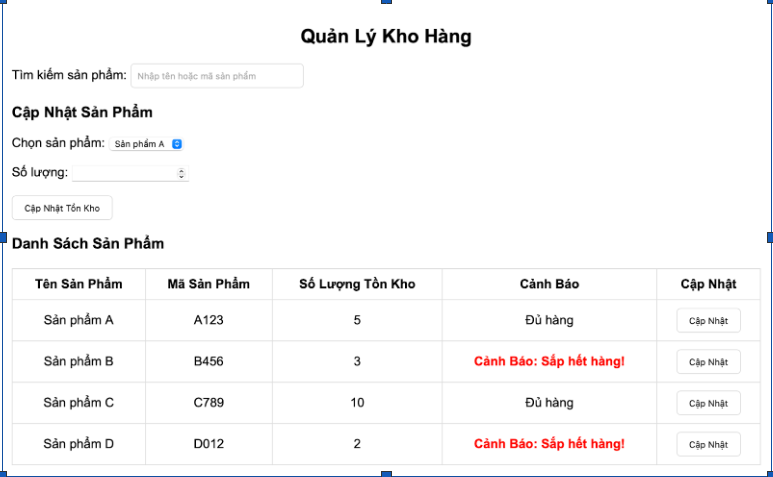 Quản Lý Kho Hàng
Tìm kiếm sản phẩm: Nhập tên hoặc mã sản phẩm
Cập Nhật Sản Phẩm
Chọn sản phẩm: Sản phẩm A
Số lượng:
Cập Nhật Tồn Kho
Danh Sách Sản Phẩm
Tên Sản Phẩm Mã Sản Phẩm Số Lượng Tồn Kho Cảnh Báo Cập Nhật
Sản phẩm A A123 5 Đủ hàng Cập Nhật
Sản phẩm B B456 3 Cảnh Báo: Sắp hết hàng! Cập Nhật
Sản phẩm C C789 10 Đủ hàng Cập Nhật
Sản phẩm D D012 2 Cảnh Báo: Sắp hết hàng! Cập Nhật